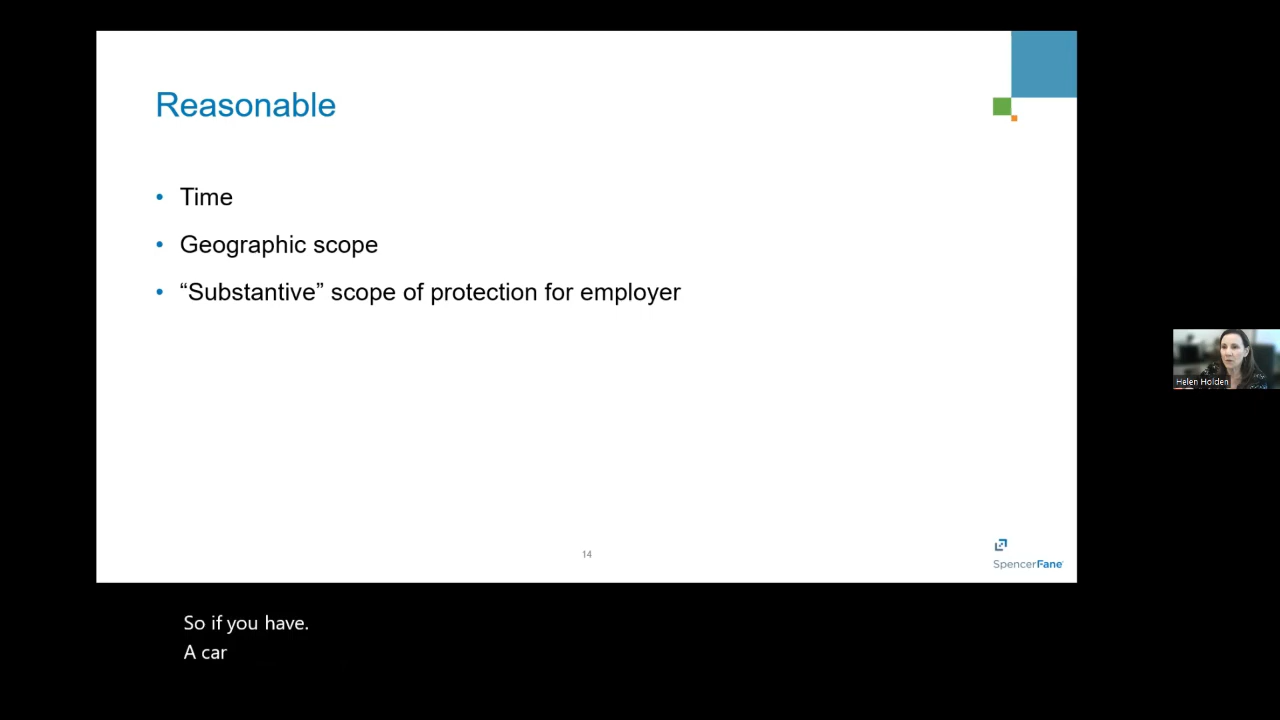 Reasonable
• Time
• Geographic scope
• “Substantive” scope of protection for employer
Helen Holden
14
SpencerFane
So if you have.
A car